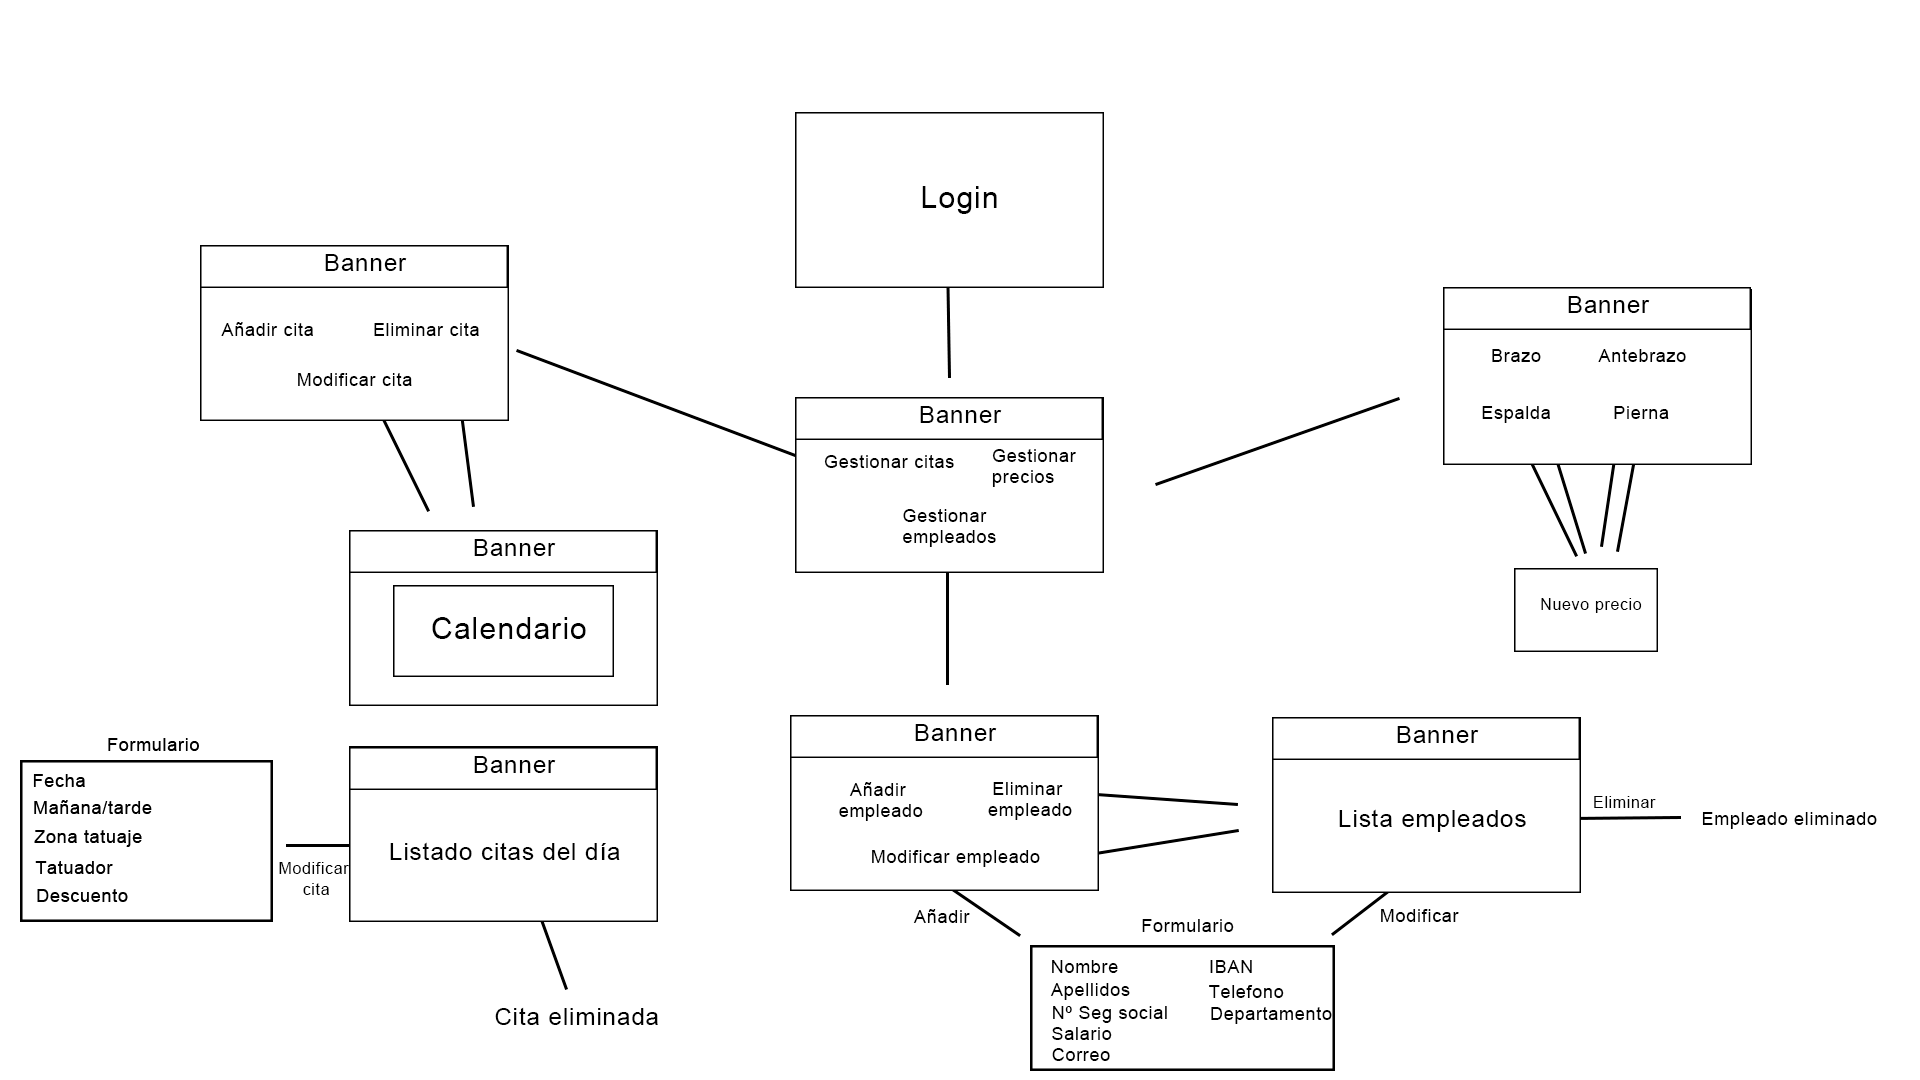 Login
Banner
Añadir cita
Eliminar cita
Modificar cita
Banner
Brazo
Antebrazo
Espalda
Pierna
Nuevo precio
Banner
Gestionar citas
Gestionar
precios
Gestionar
empleados
Banner
Calendario
Banner
Listado citas del día
Modificar
cita
Formulario
Fecha
Mañana/tarde
Zona tatuaje
Tatuador
Descuento
Cita eliminada
Banner
Añadir
empleado
Eliminar
empleado
Modificar empleado
Añadir
Banner
Lista empleados
Eliminar
Empleado eliminado
Modificar
Formulario
Nombre
Apellidos
Nº Seg social
Salario
Correo
IBAN
Telefono
Departamento